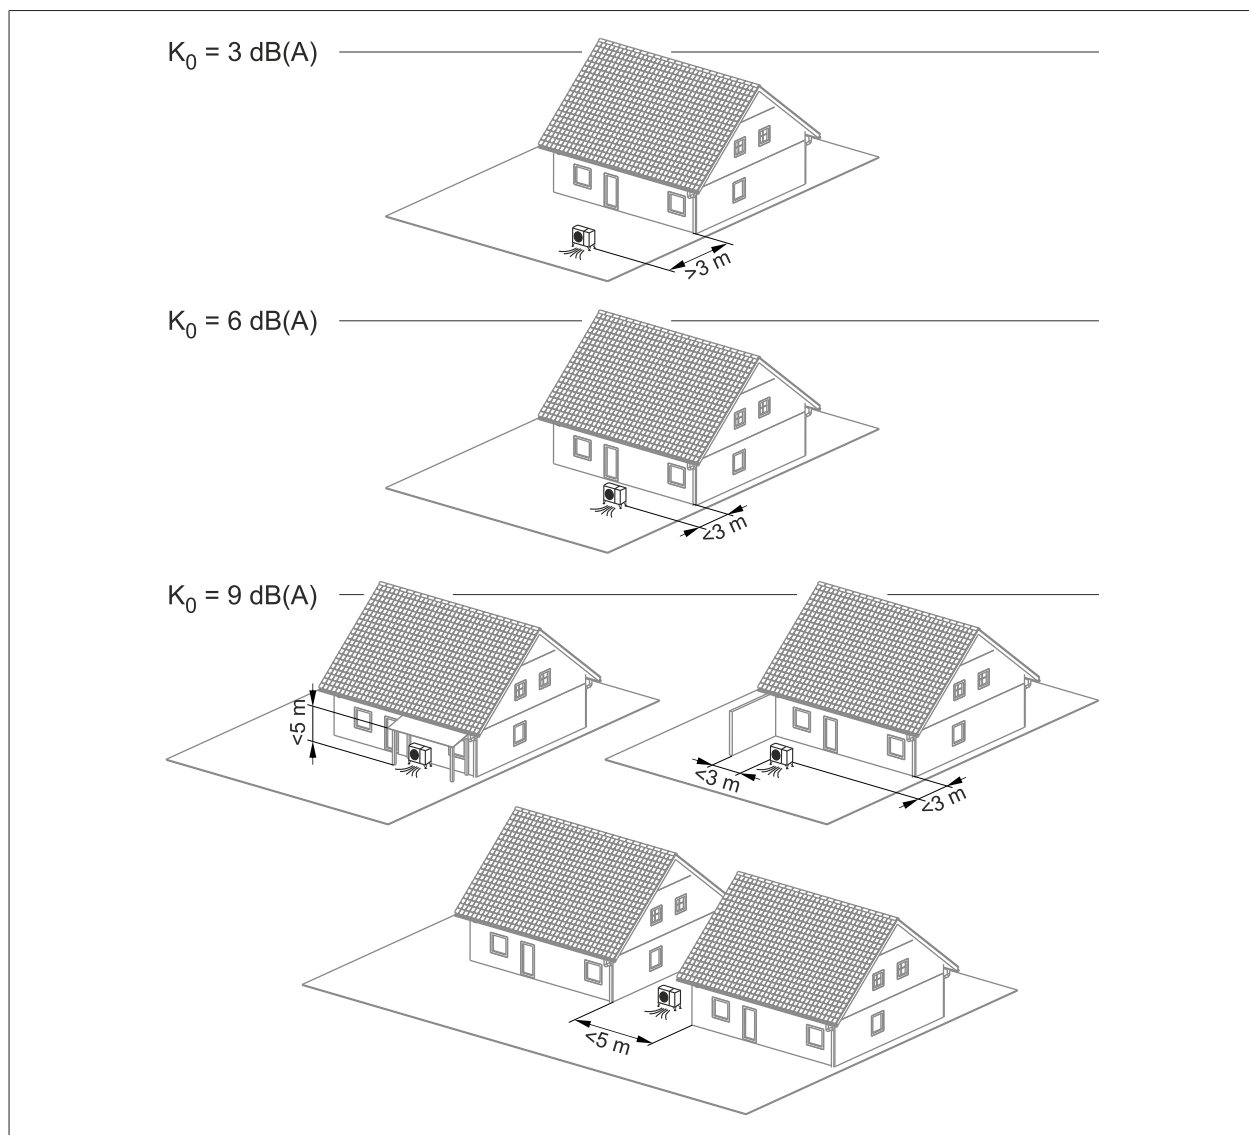 K₀ = 3 dB(A)
>3 m
K₀ = 6 dB(A)
<3 m
K₀ = 9 dB(A)
<5 m
<3 m
<3 m
<5 m